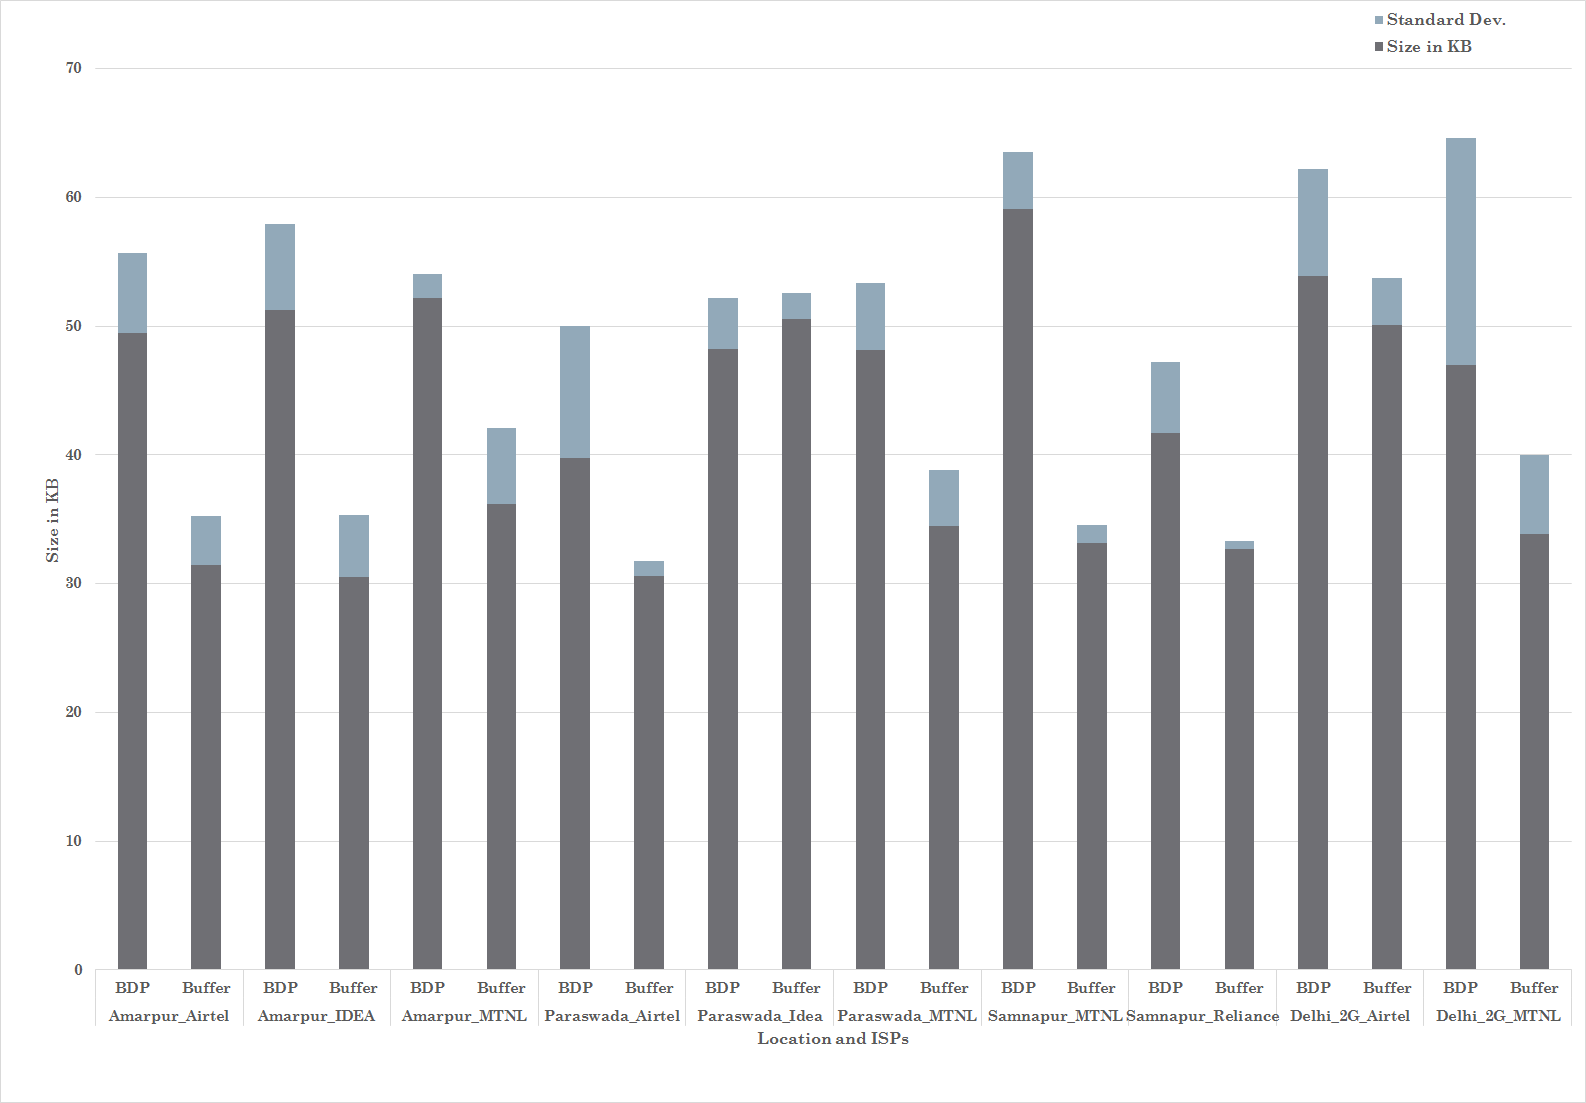 Standard Dev.
Size in KB
70
60
50
40
30
20
10
0
Size in KB
BDP Buffer BDP Buffer BDP Buffer BDP Buffer BDP Buffer BDP Buffer BDP Buffer BDP Buffer BDP Buffer BDP Buffer
Amarpur_Airtel Amarpur_IDEA Amarpur_MTNL Paraswada_Airtel Paraswada_Idea Paraswada_MTNL Samnapur_MTNL Samnapur_Reliance Delhi_2G_Airtel Delhi_2G_MTNL
Location and ISPs